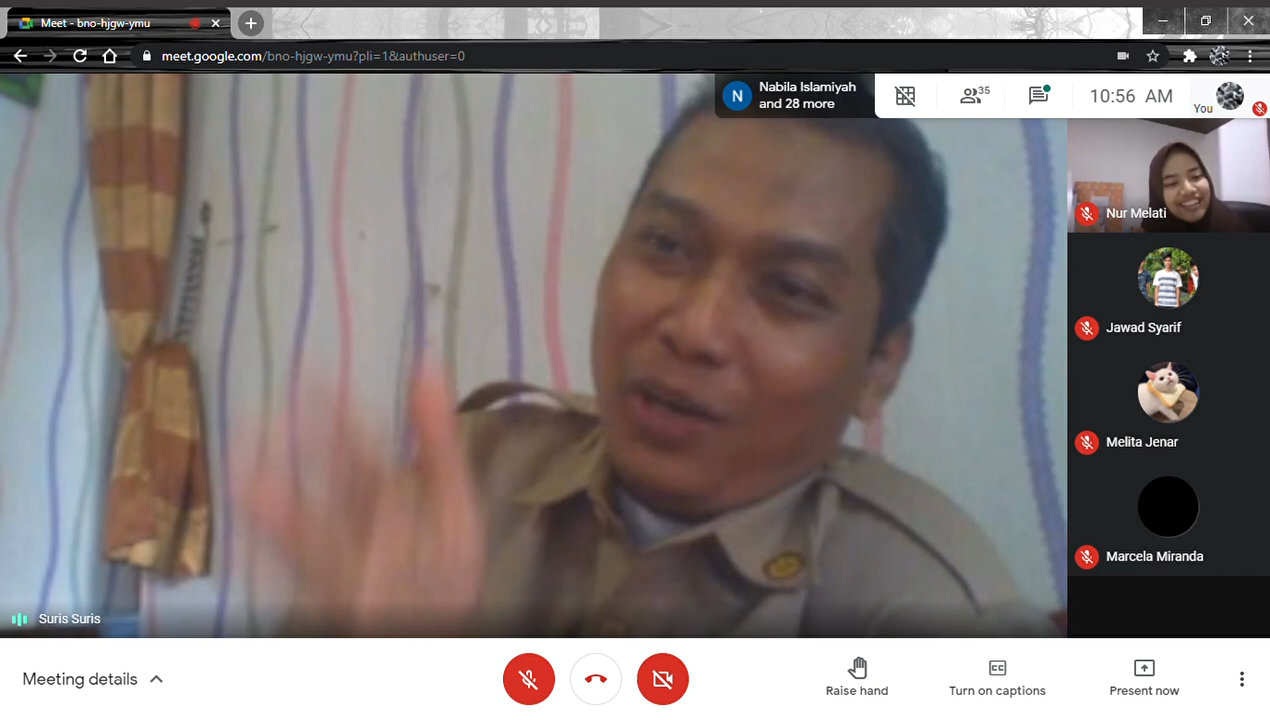 Meet - bno-hjgw-ymu
meet.google.com/bno-hjgw-ymu?pli=1&authuser=0
N
Nabila Islamiyah
and 28 more
35
10:56 AM
You
Nur Melati
Jawad Syarif
Melita Jenar
Marcela Miranda
Suris Suris
Meeting details
Raise hand
CC
Turn on captions
Present now